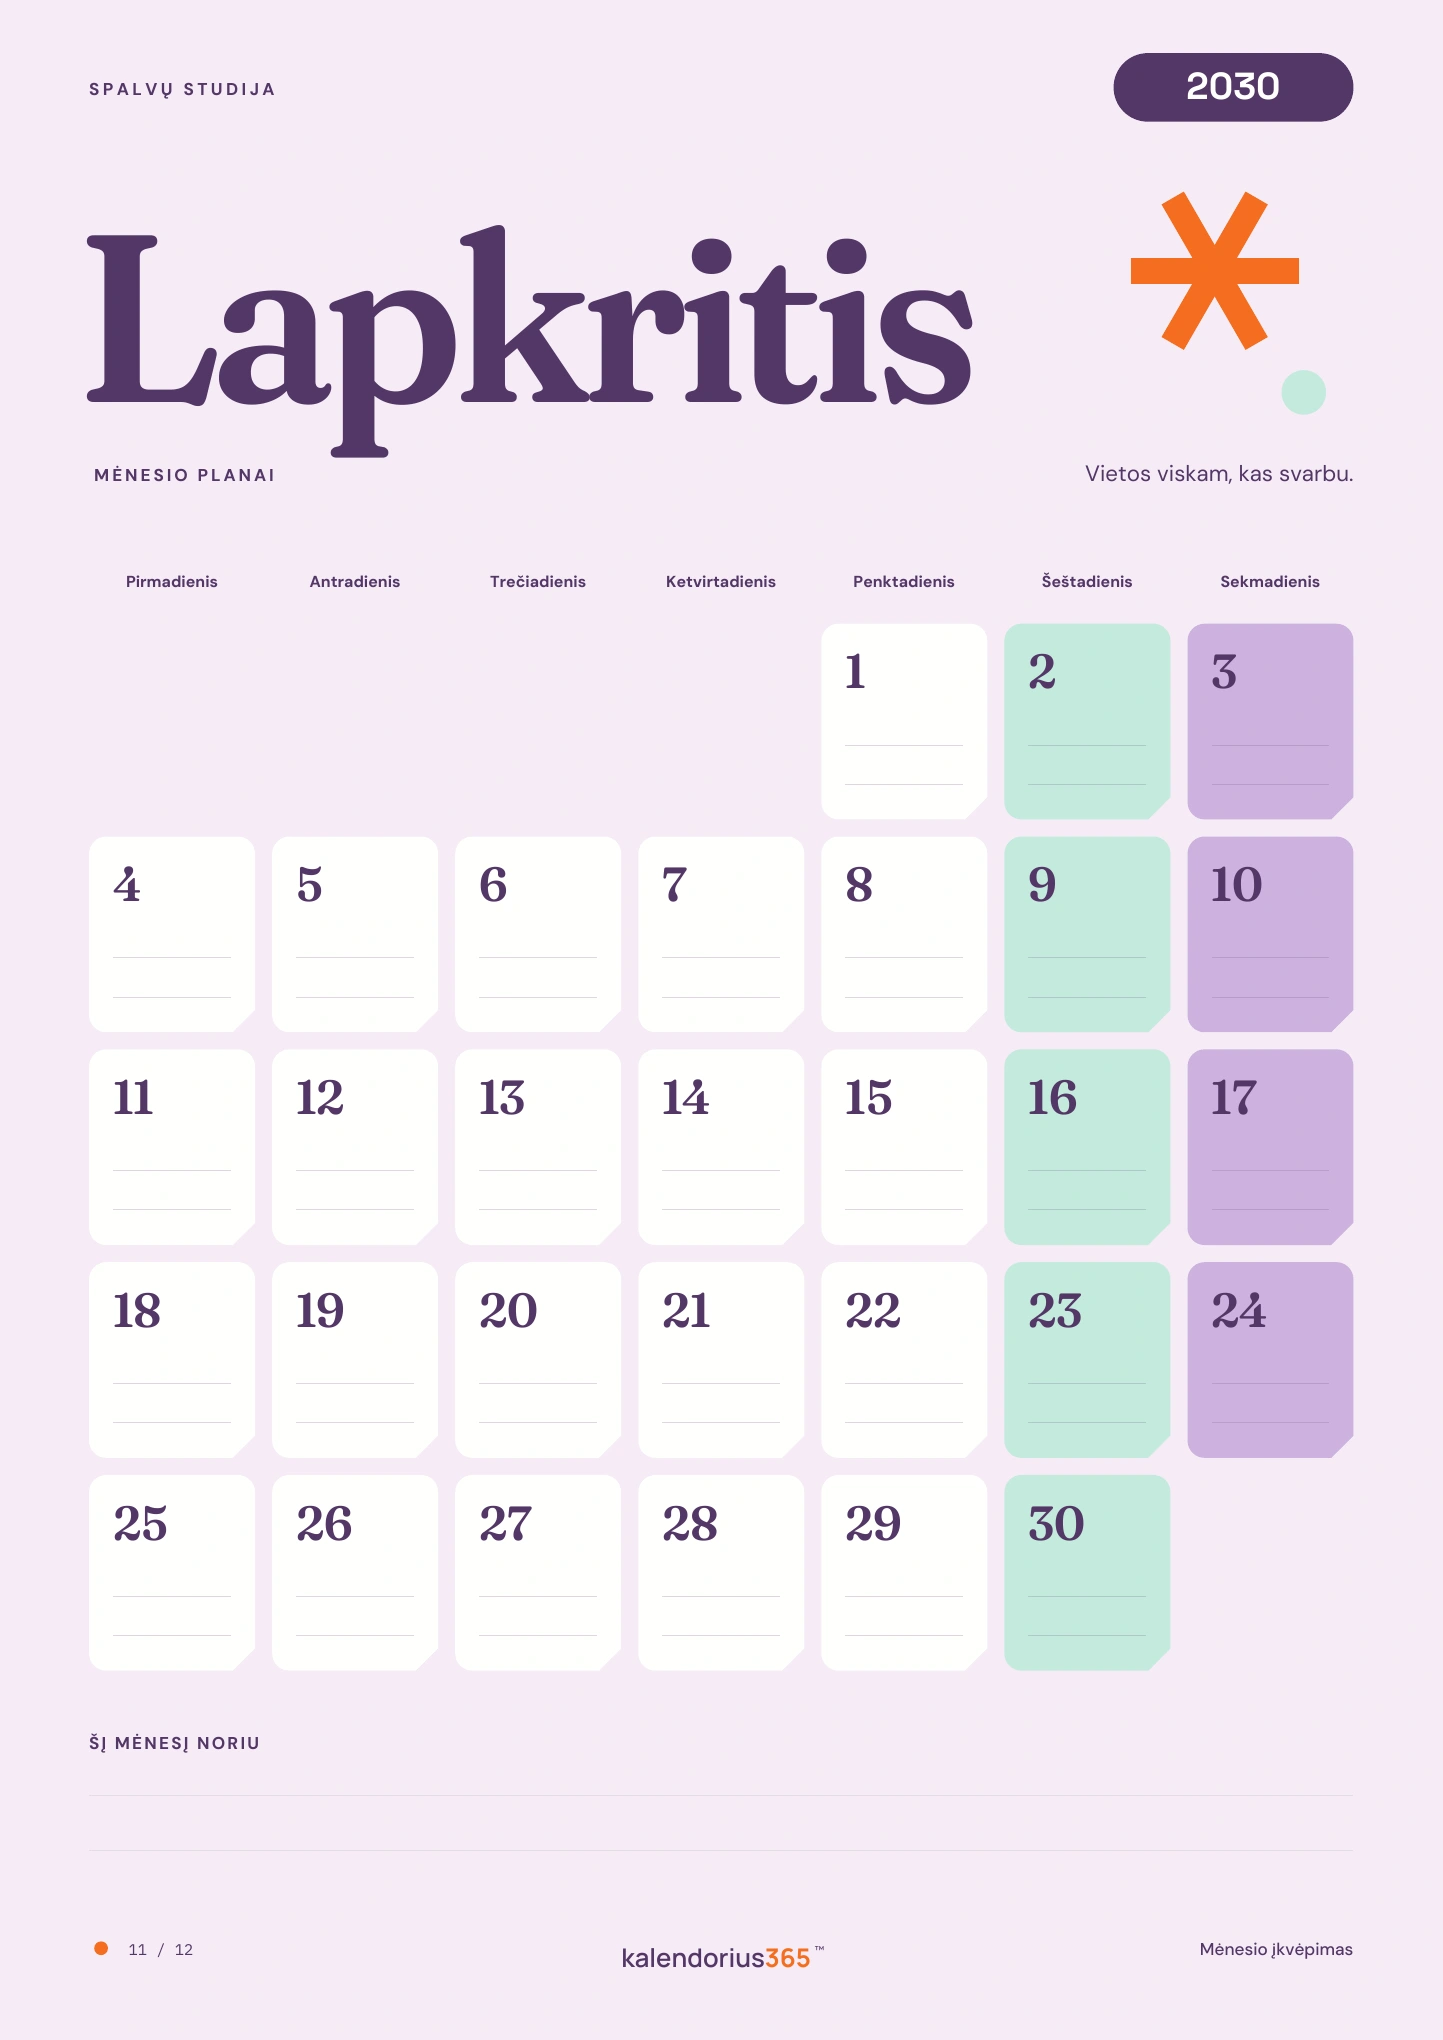 SPALVŲ STUDIJA
2030
Lapkritis
MĖNESIO PLANAI
Vietos viskam, kas svarbu.
Pirmadienis Antradienis Trečiadienis Ketvirtadienis Penktadienis Šeštadienis Sekmadienis
1 2 3
4 5 6 7 8 9 10
11 12 13 14 15 16 17
18 19 20 21 22 23 24
25 26 27 28 29 30
ŠĮ MĖNESĮ NORIU
11 / 12
kalendorius365™
Mėnesio įkvėpimas